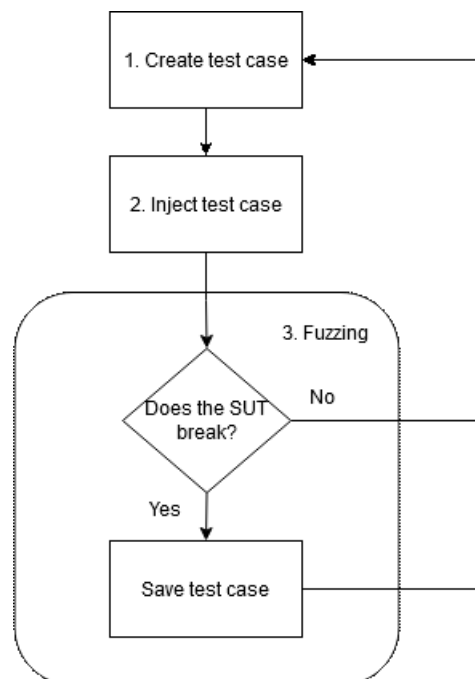 1. Create test case
2. Inject test case
3. Fuzzing
Does the SUT
break?
No
Yes
Save test case